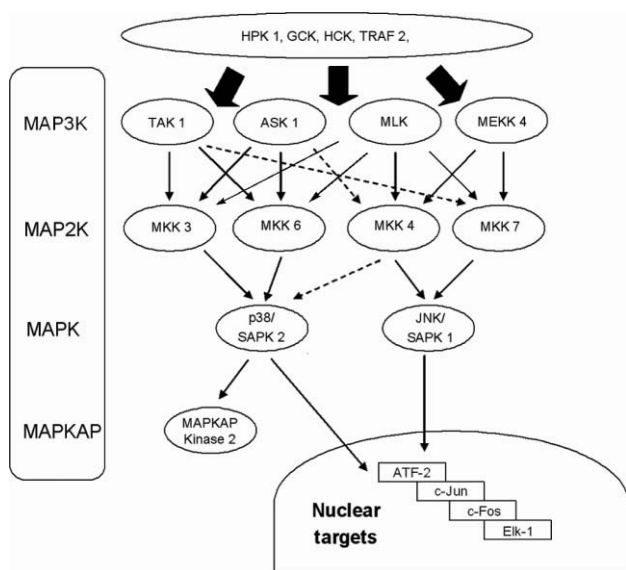 HPK 1, GCK, HCK, TRAF 2,
MAP3K
TAK 1
ASK 1
MLK
MEKK 4
MAP2K
MKK 3
MKK 6
MKK 4
MKK 7
MAPK
p38/
SAPK 2
JNK/
SAPK 1
MAPKAP
MAPKAP
Kinase 2
ATF-2
c-Jun
c-Fos
Elk-1
Nuclear
targets